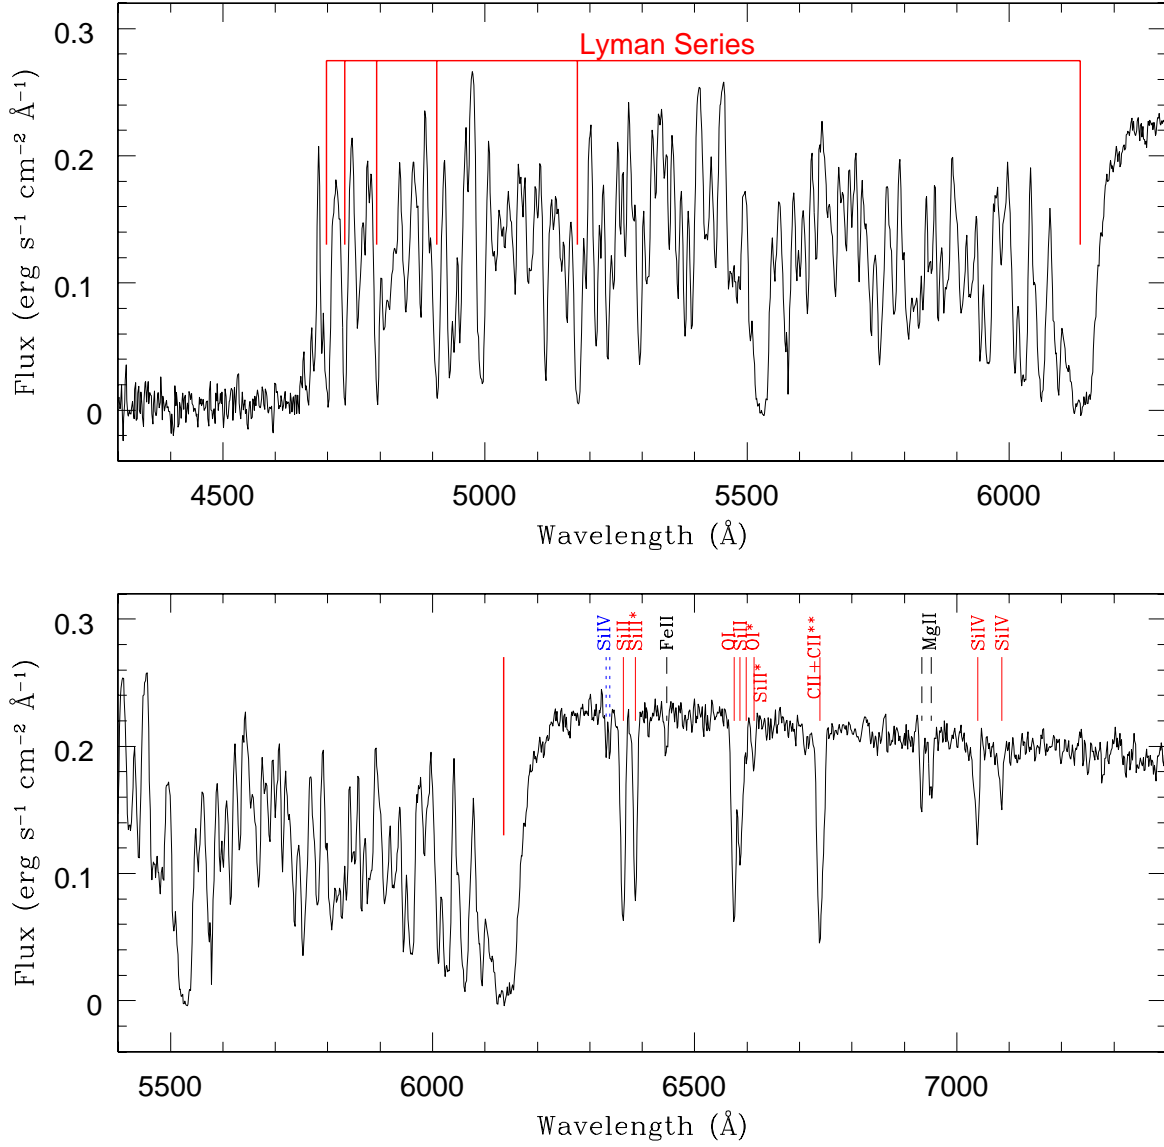 Lyman Series
0.3
0.2
0.1
0
Flux (erg s⁻¹ cm⁻² Å⁻¹)
4500 5000 5500 6000
Wavelength (Å)
SiIV
SiII
SiII*
FeII
OI
SiII
OI*
SiII*
CII+CII**
MgII
SiIV
SiIV
0.3
0.2
0.1
0
Flux (erg s⁻¹ cm⁻² Å⁻¹)
5500 6000 6500 7000
Wavelength (Å)